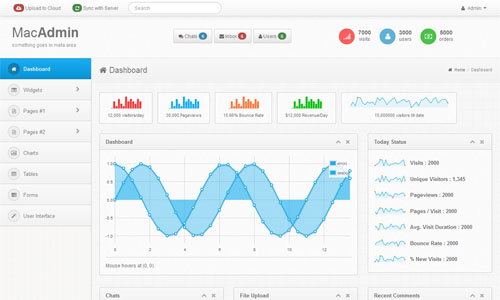 Upload to Cloud
Sync with Server
Search
Admin
MacAdmin
something goes in meta area
Chats 6
Inbox 6
Users 6
7000
visits
3000
users
5000
orders
Dashboard
Widgets
Pages #1
Pages #2
Charts
Tables
Forms
User Interface
Dashboard
Home / Dashboard
12,000 visitors/day
30,000 Pageviews
15.66% Bounce Rate
$12,000 Revenue/Day
10,000000 visitors till date
Dashboard
1.0
0.5
0.0
-0.5
-1.0
0 2 4 6 8 10 12
Mouse hovers at (0, 0).
Today Status
Visits : 2000
Unique Visitors : 1,345
Pageviews : 2000
Pages / Visit : 2000
Avg. Visit Duration : 2000
Bounce Rate : 2000
% New Visits : 2000
Chats
File Upload
Recent Comments